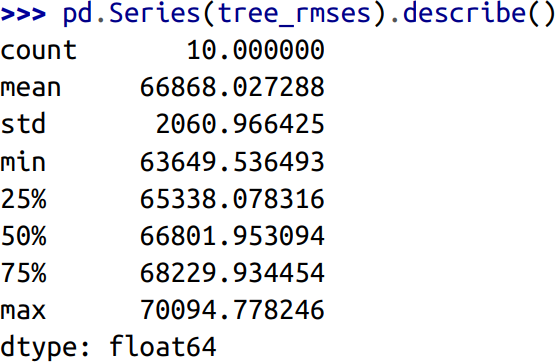 >>> pd.Series(tree_rmses).describe()
count 10.000000
mean 66868.027288
std 2060.966425
min 63649.536493
25% 65338.078316
50% 66801.953094
75% 68229.934454
max 70094.778246
dtype: float64